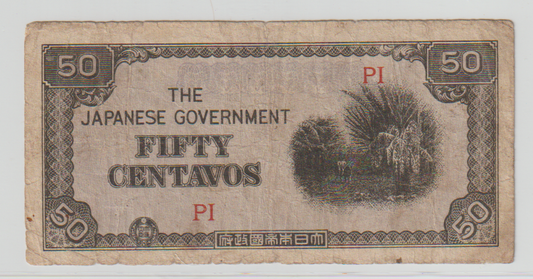 50
50
PI
THE
JAPANESE GOVERNMENT
FIFTY
CENTAVOS
PI
50
50
大日本帝國政府